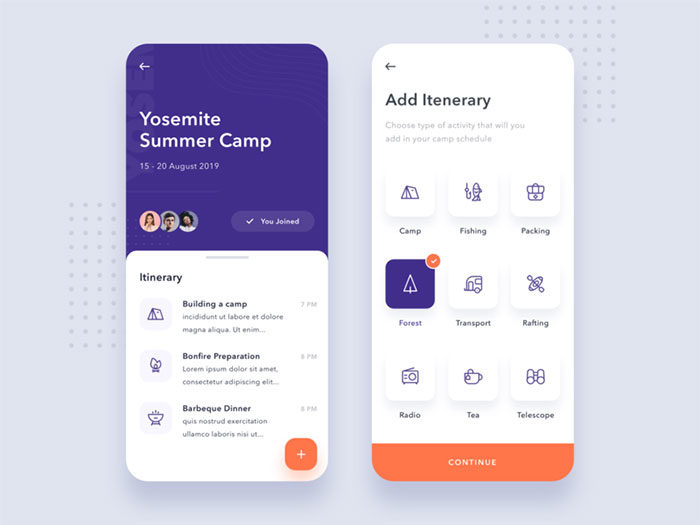 YOSEM
Yosemite
Summer Camp
15 - 20 August 2019
You Joined
Itinerary
Building a camp
7 PM
incididunt ut labore et dolore
magna aliqua. Ut enim...
Bonfire Preparation
8 PM
Lorem ipsum dolor sit amet,
consectetur adipiscing elit...
Barbeque Dinner
8 PM
quis nostrud exercitation
ullamco laboris nisi ut...
+
Add Itenerary
Choose type of activity that will you
add in your camp schedule
Camp Fishing Packing
Forest Transport Rafting
Radio Tea Telescope
CONTINUE